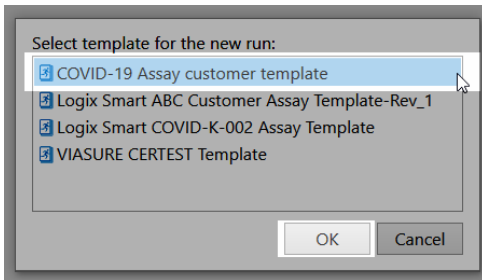 Select template for the new run:
COVID-19 Assay customer template
Logix Smart ABC Customer Assay Template-Rev_1
Logix Smart COVID-K-002 Assay Template
VIASURE CERTEST Template
OK Cancel